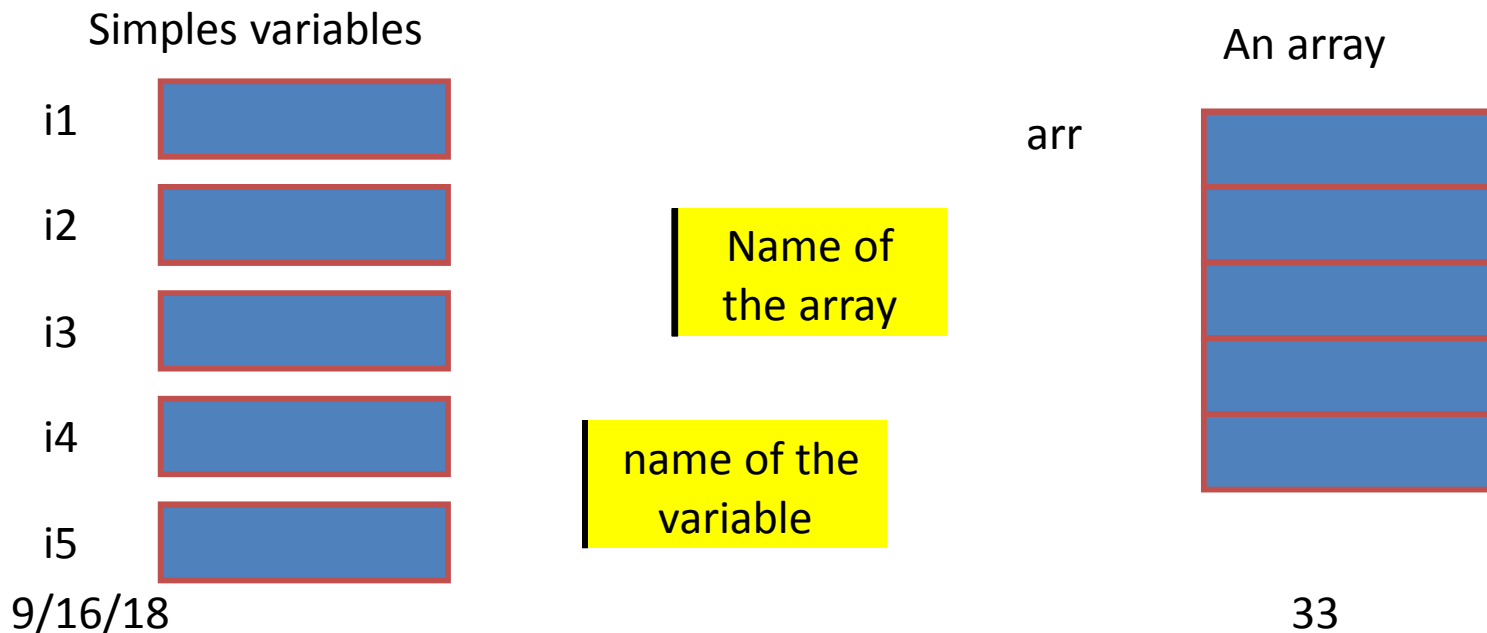 Simples variables
An array
i1
arr
i2
Name of
the array
i3
i4
name of the
variable
i5
9/16/18
33